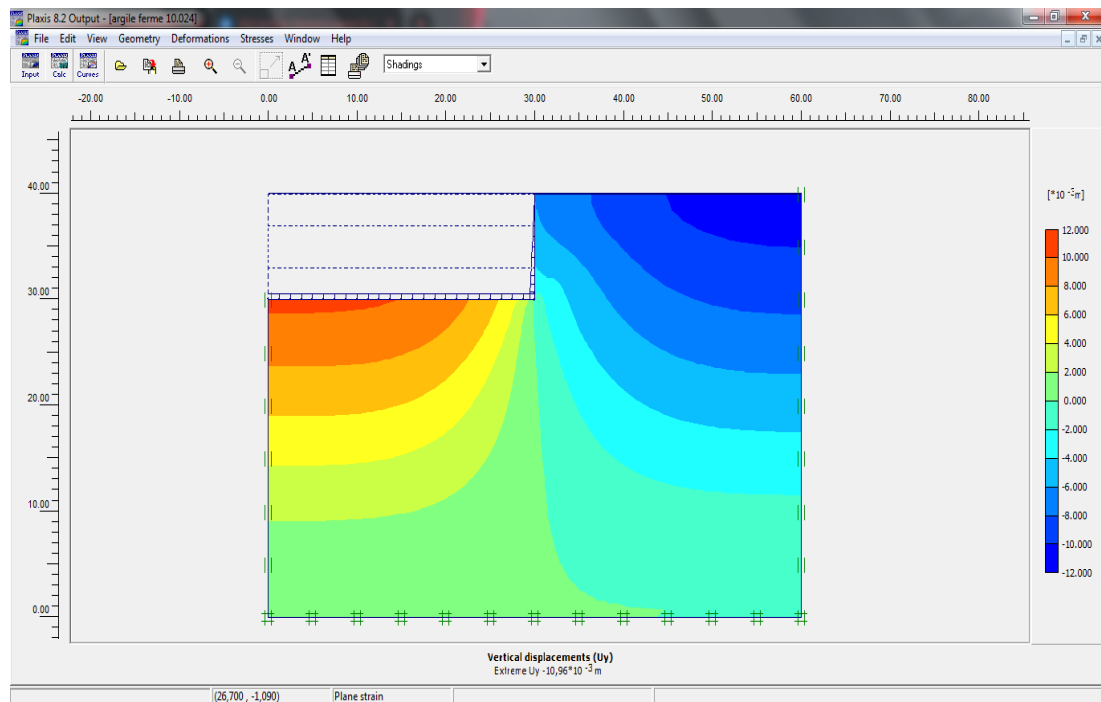 Plaxis 8.2 Output - [argile ferme 10.024]
File Edit View Geometry Deformations Stresses Window Help
Input Calc Curves
Shadings
-20.00 -10.00 0.00 10.00 20.00 30.00 40.00 50.00 60.00 70.00 80.00
40.00
30.00
20.00
10.00
0.00
[*10 -3m]
12.000
10.000
8.000
6.000
4.000
2.000
0.000
-2.000
-4.000
-6.000
-8.000
-10.000
-12.000
Vertical displacements (Uy)
Extreme Uy -10,96*10 -3 m
(26,700 , -1,090) Plane strain